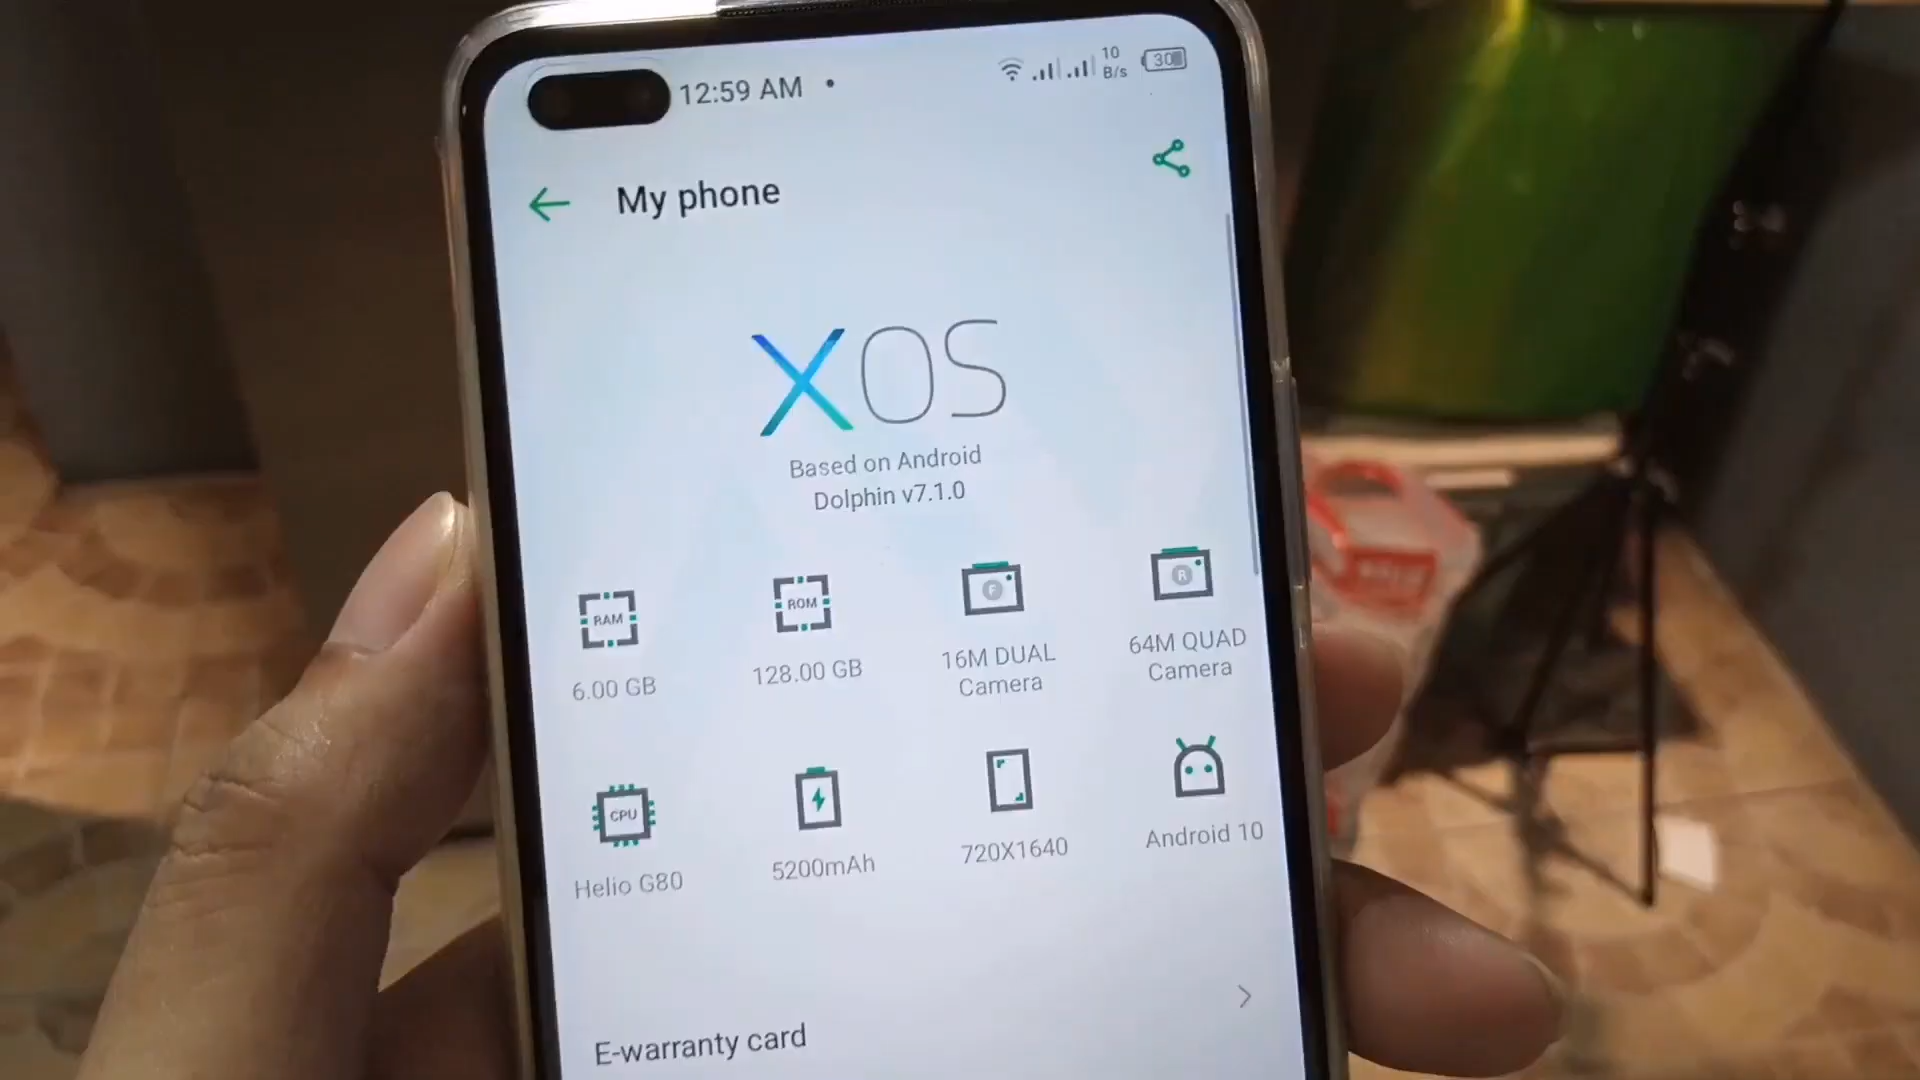 12:59 AM
10
B/s
30
My phone
XOS
Based on Android
Dolphin v7.1.0
RAM
ROM
F
R
6.00 GB
128.00 GB
16M DUAL
Camera
64M QUAD
Camera
CPU
Helio G80
5200mAh
720X1640
Android 10
E-warranty card